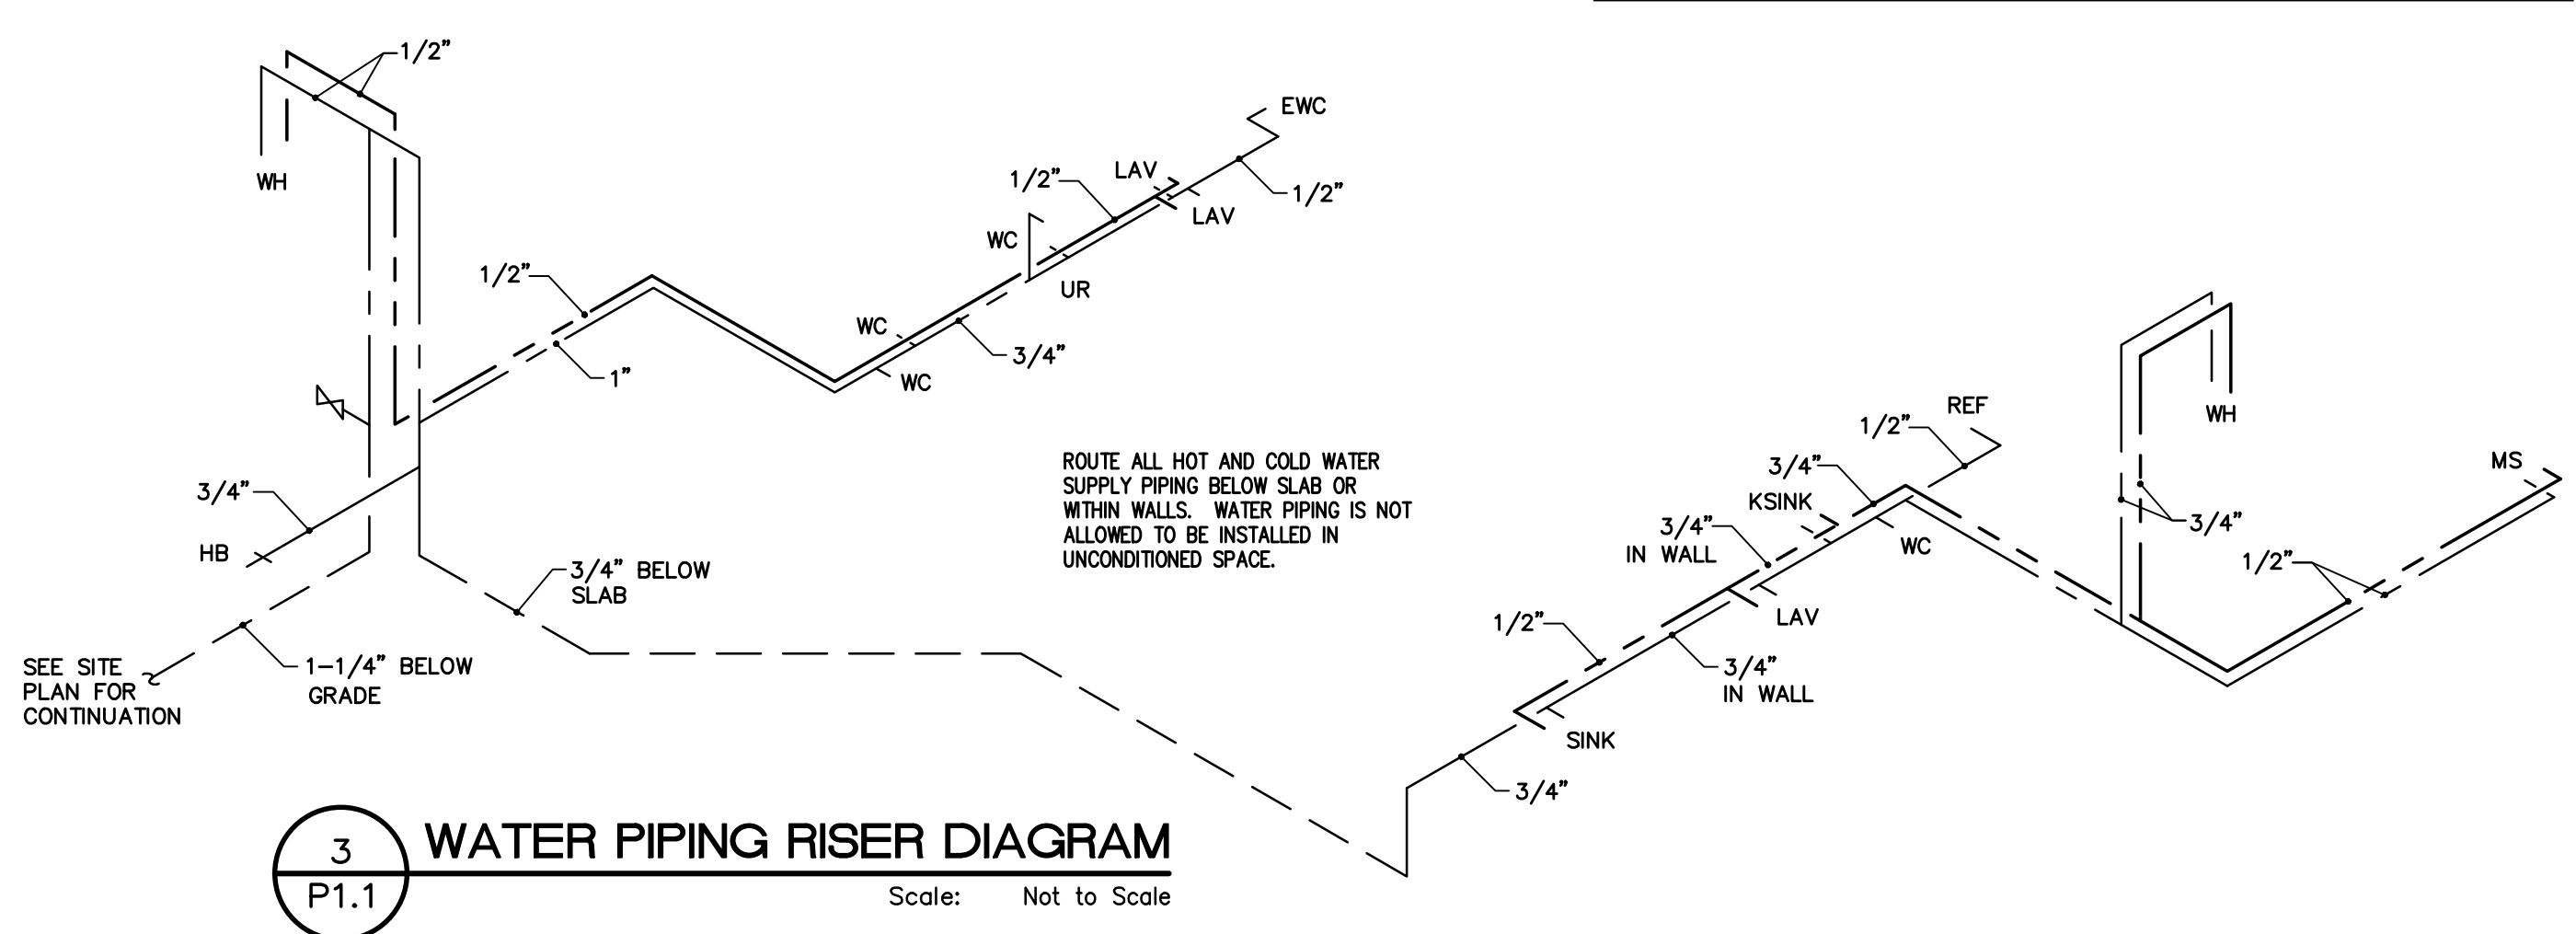 1/2"
WH
EWC
LAV
1/2"
1/2"
LAV
WC
1/2"
UR
WC
3/4"
1"
WC
3/4"
HB
3/4" BELOW
SLAB
SEE SITE
PLAN FOR
CONTINUATION
1-1/4" BELOW
GRADE
ROUTE ALL HOT AND COLD WATER
SUPPLY PIPING BELOW SLAB OR
WITHIN WALLS. WATER PIPING IS NOT
ALLOWED TO BE INSTALLED IN
UNCONDITIONED SPACE.
REF
1/2"
3/4"
KSINK
3/4"
IN WALL
WC
1/2"
LAV
3/4"
IN WALL
SINK
3/4"
WH
MS
3/4"
1/2"
3
P1.1
WATER PIPING RISER DIAGRAM
Scale: Not to Scale